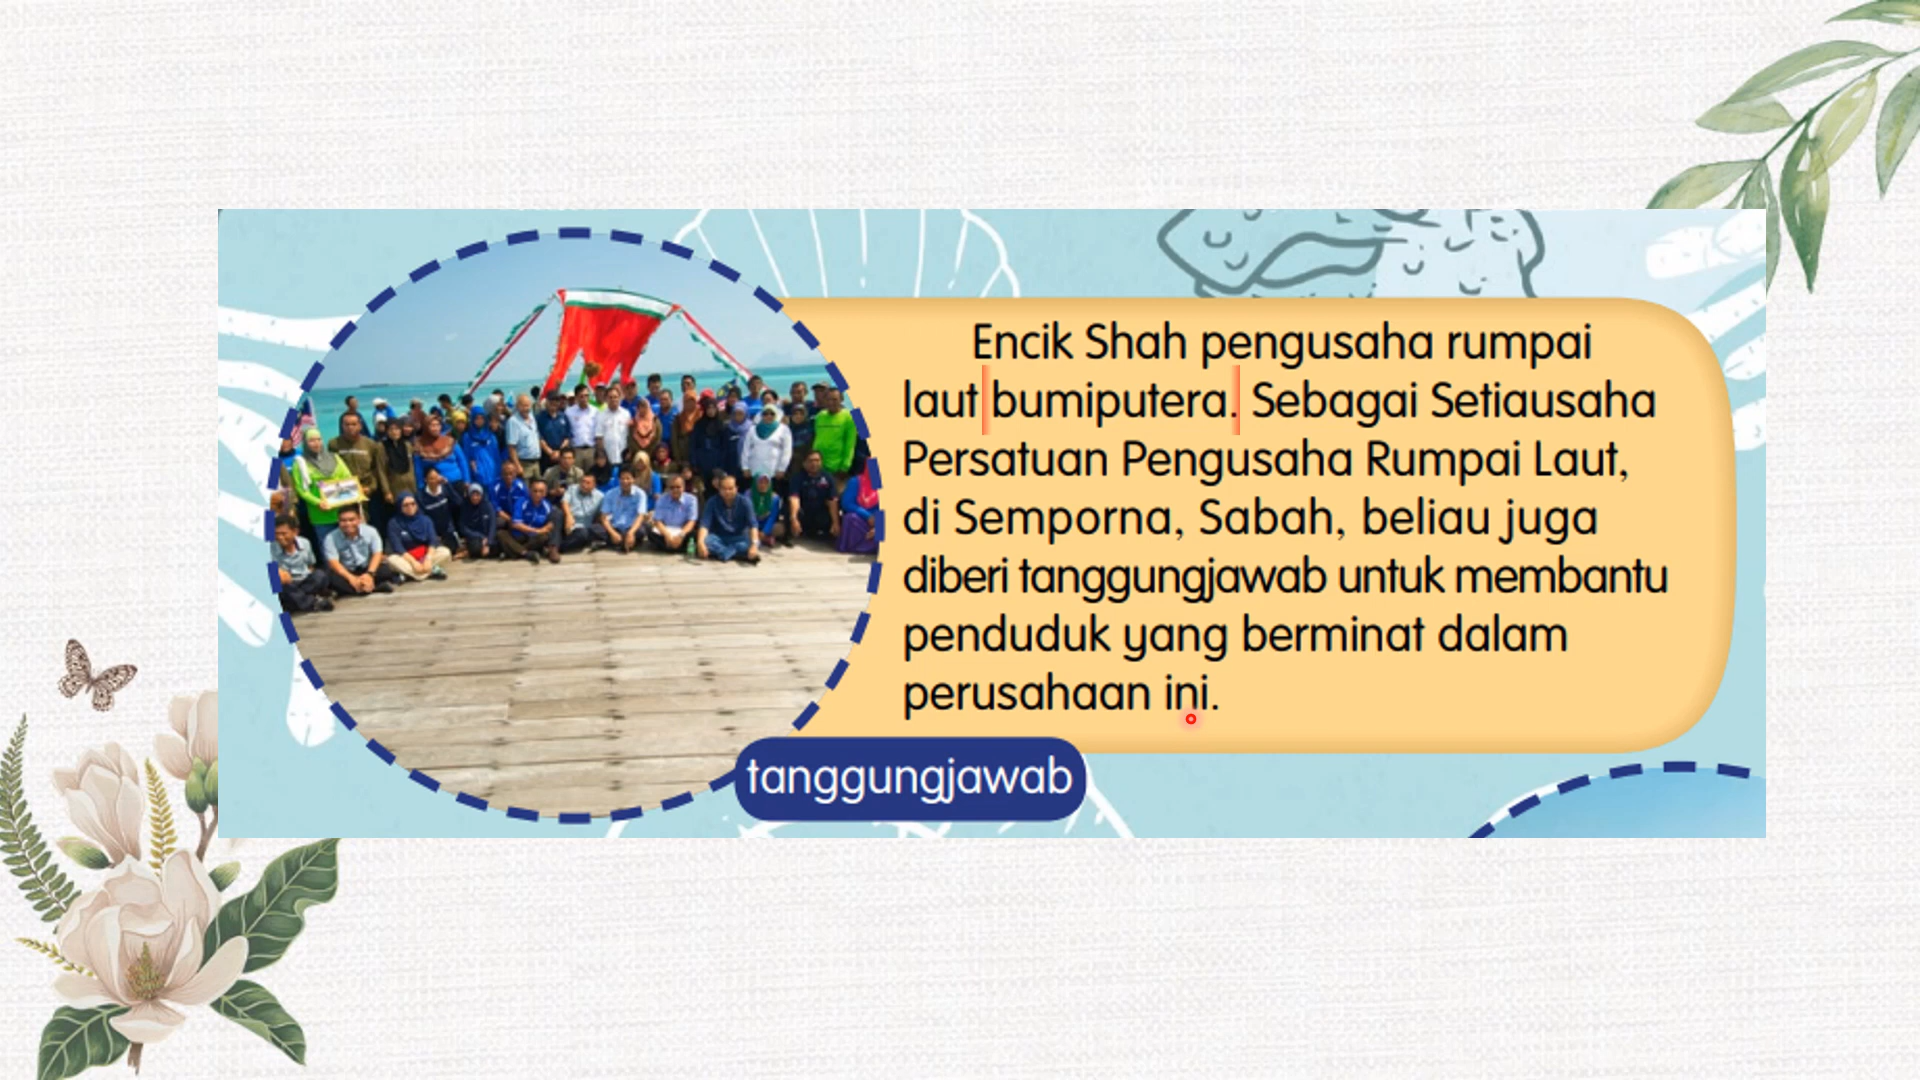 Encik Shah pengusaha rumpai
laut bumiputera. Sebagai Setiausaha
Persatuan Pengusaha Rumpai Laut,
di Semporna, Sabah, beliau juga
diberi tanggungjawab untuk membantu
penduduk yang berminat dalam
perusahaan ini.
tanggungjawab